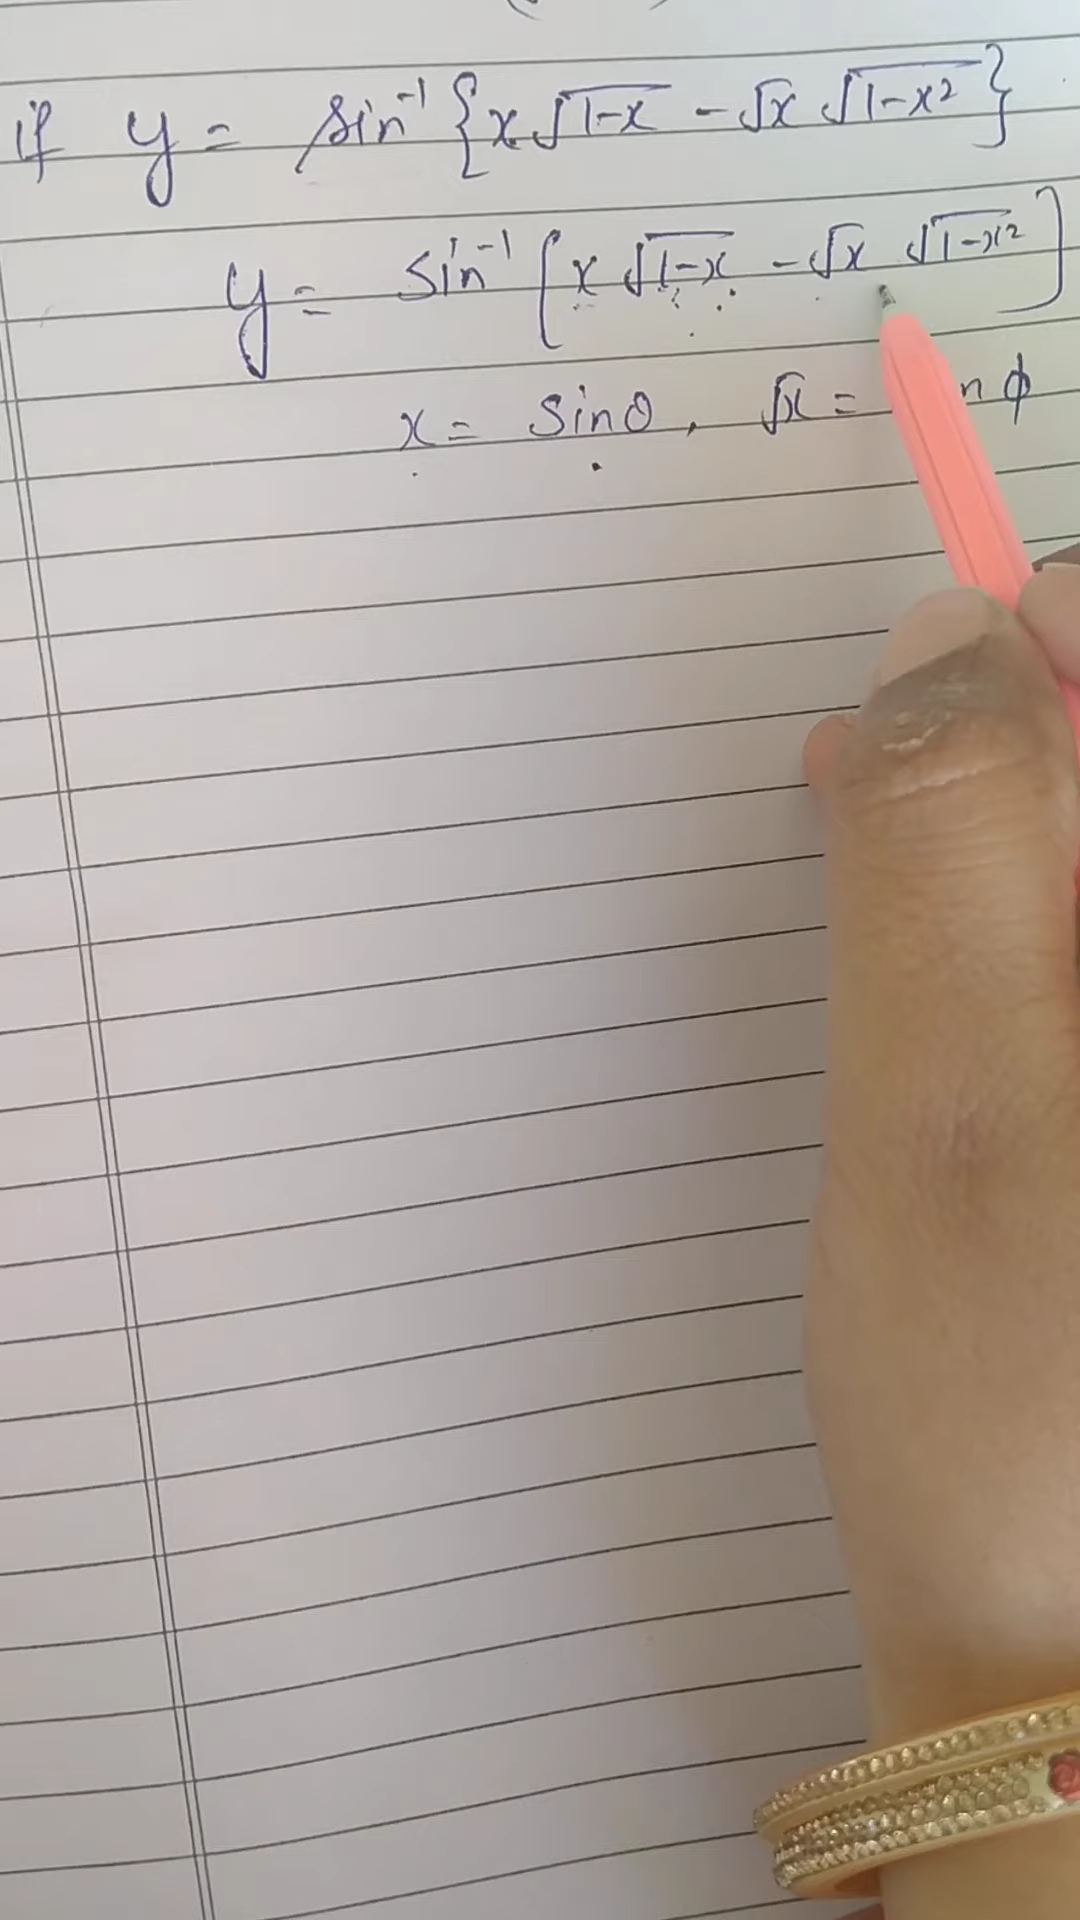 if y = sin⁻¹ {x √1-x - √x √1-x²}
y = sin⁻¹ [x √1-x - √x √1-x²]
x = sinθ, √x = n φ